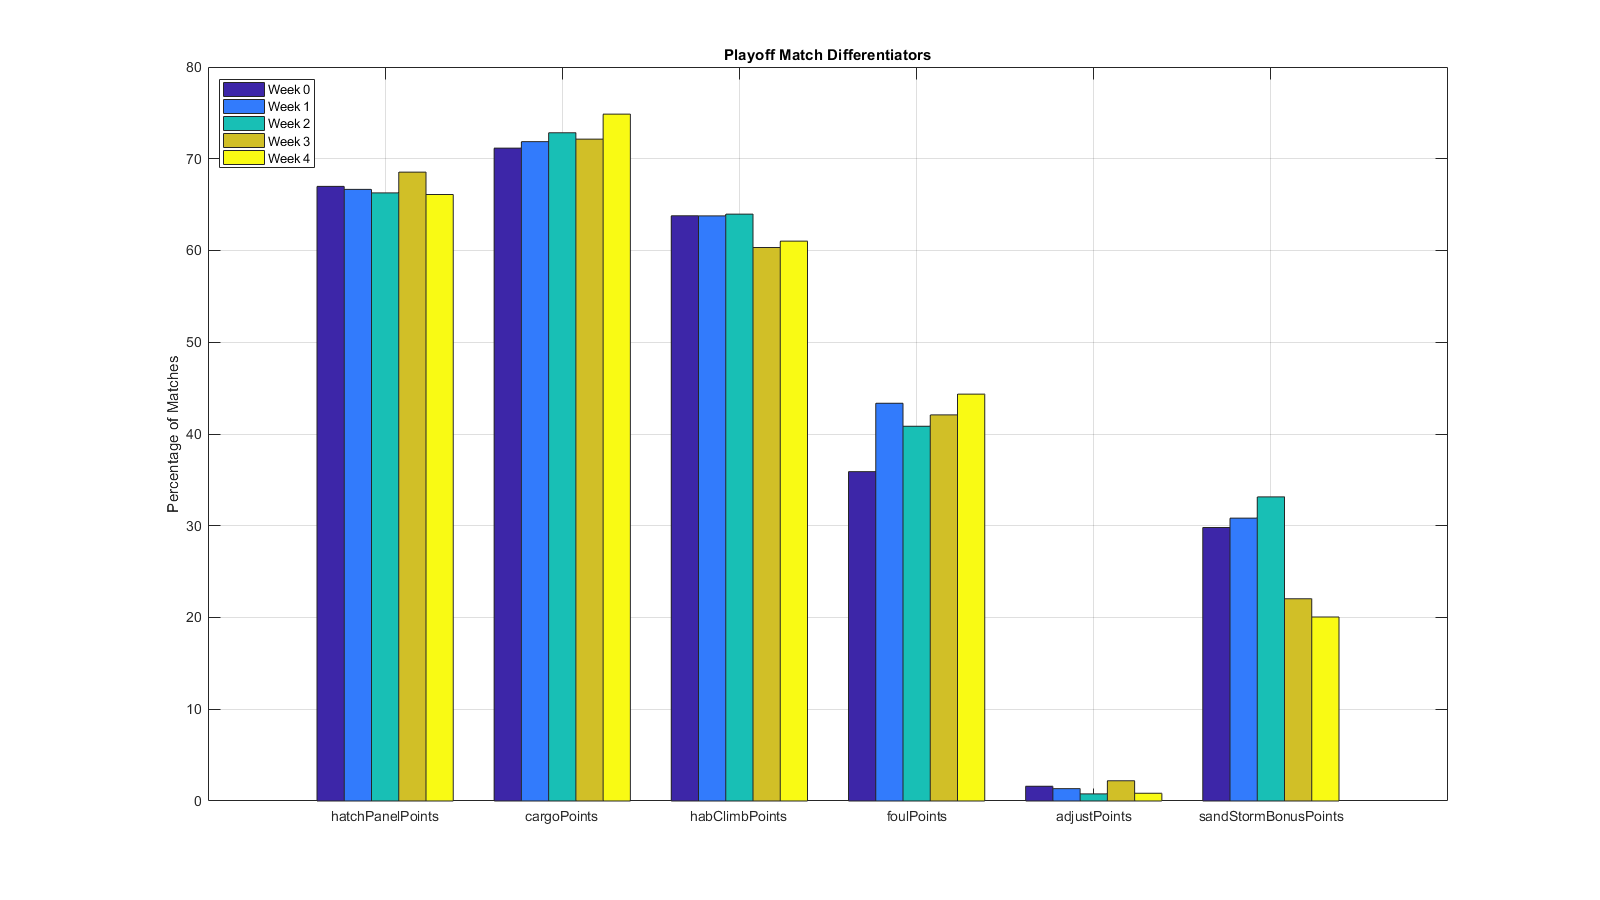 Playoff Match Differentiators
Week 0
Week 1
Week 2
Week 3
Week 4
Percentage of Matches
80
70
60
50
40
30
20
10
0
hatchPanelPoints
cargoPoints
habClimbPoints
foulPoints
adjustPoints
sandStormBonusPoints